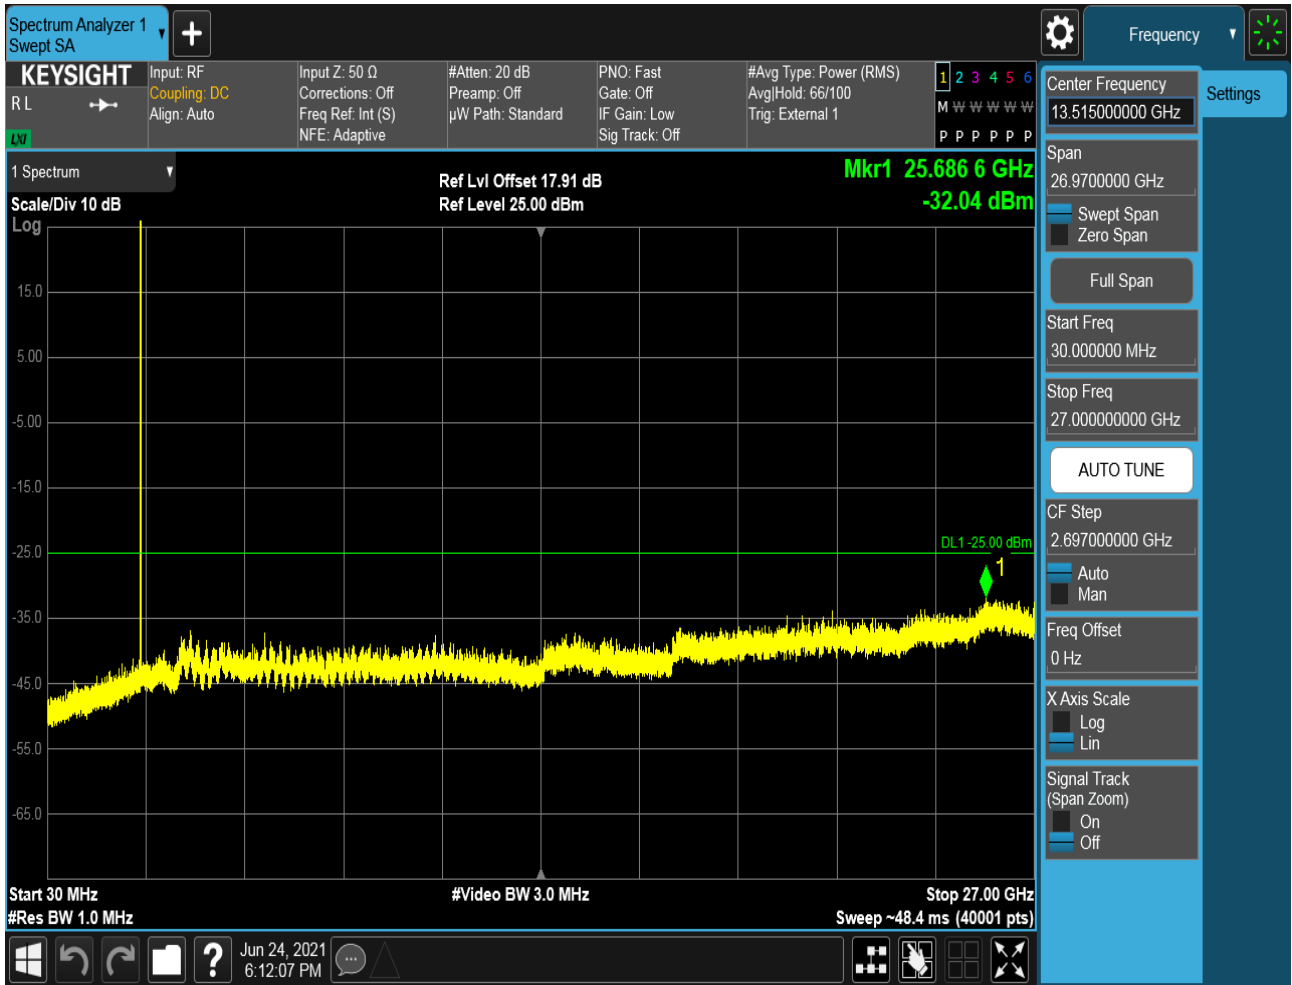 Spectrum Analyzer 1
Swept SA
Frequency
KEYSIGHT
R L
LXI
Input: RF
Coupling: DC
Align: Auto
Input Z: 50 Ω
Corrections: Off
Freq Ref: Int (S)
NFE: Adaptive
#Atten: 20 dB
Preamp: Off
µW Path: Standard
PNO: Fast
Gate: Off
IF Gain: Low
Sig Track: Off
#Avg Type: Power (RMS)
Avg|Hold: 66/100
Trig: External 1
1 2 3 4 5 6
M W W W W W
P P P P P P
1 Spectrum
Scale/Div 10 dB
Log
Ref Lvl Offset 17.91 dB
Ref Level 25.00 dBm
Mkr1 25.686 6 GHz
-32.04 dBm
15.0
5.00
-5.00
-15.0
-25.0
-35.0
-45.0
-55.0
-65.0
DL1 -25.00 dBm
1
Start 30 MHz
#Res BW 1.0 MHz
#Video BW 3.0 MHz
Stop 27.00 GHz
Sweep ~48.4 ms (40001 pts)
Jun 24, 2021
6:12:07 PM
Center Frequency
13.515000000 GHz
Settings
Span
26.9700000 GHz
Swept Span
Zero Span
Full Span
Start Freq
30.000000 MHz
Stop Freq
27.000000000 GHz
AUTO TUNE
CF Step
2.697000000 GHz
Auto
Man
Freq Offset
0 Hz
X Axis Scale
Log
Lin
Signal Track
(Span Zoom)
On
Off